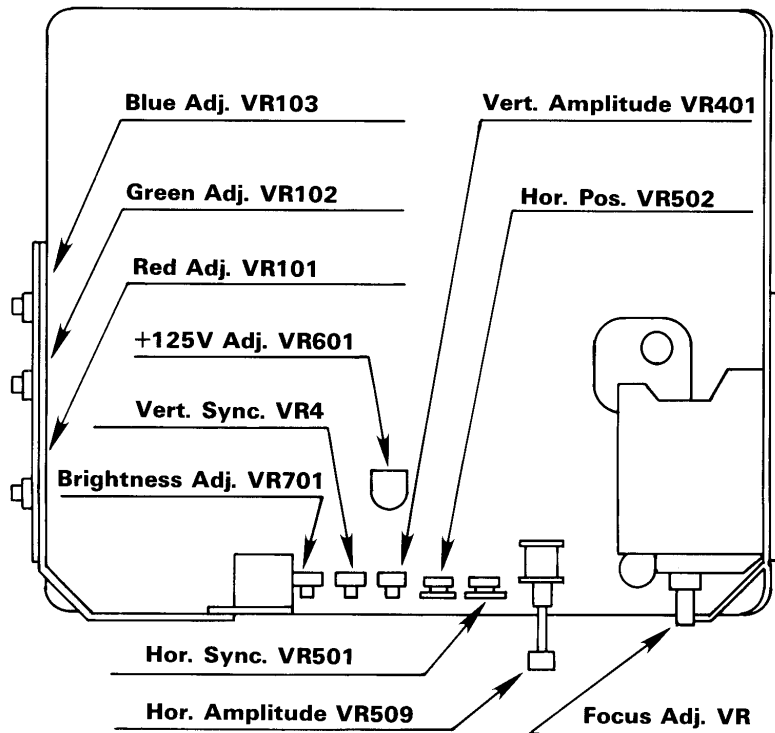 Blue Adj. VR103
Vert. Amplitude VR401
Green Adj. VR102
Hor. Pos. VR502
Red Adj. VR101
+125V Adj. VR601
Vert. Sync. VR4
Brightness Adj. VR701
Hor. Sync. VR501
Hor. Amplitude VR509
Focus Adj. VR